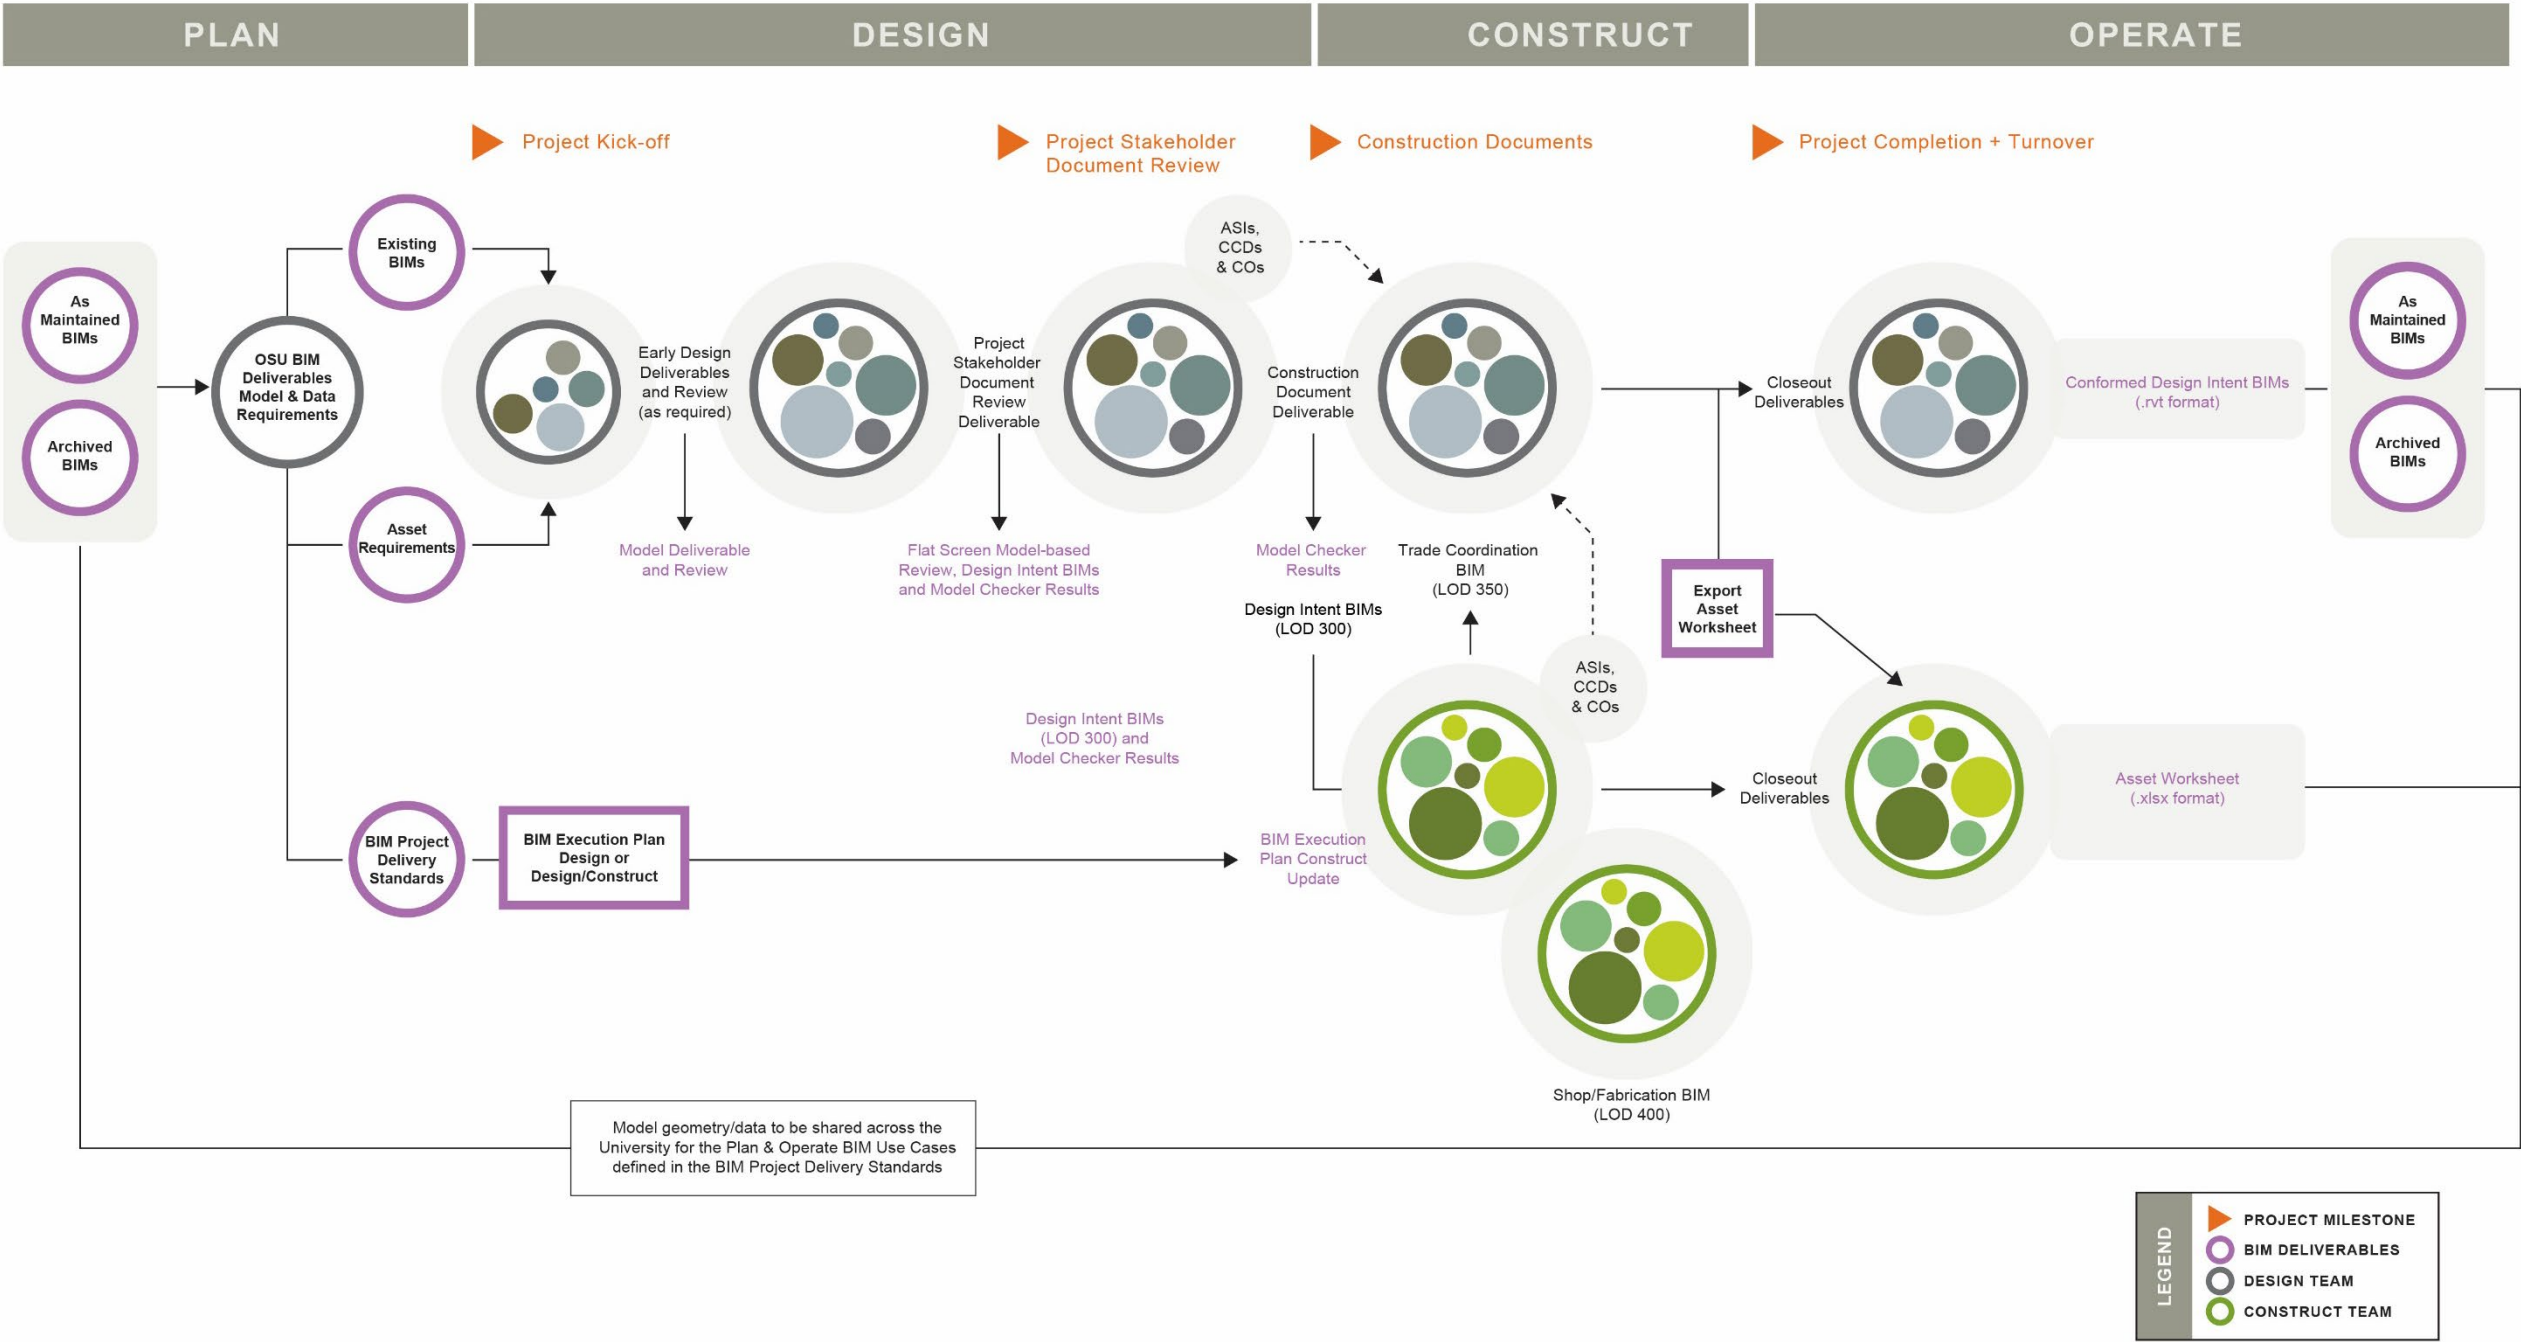 PLAN
DESIGN
CONSTRUCT
OPERATE
Project Kick-off
Project Stakeholder
Document Review
Construction Documents
Project Completion + Turnover
As
Maintained
BIMs
Archived
BIMs
OSU BIM
Deliverables
Model & Data
Requirements
Existing
BIMs
Asset
Requirements
BIM Project
Delivery
Standards
BIM Execution Plan
Design or
Design/Construct
Early Design
Deliverables
and Review
(as required)
Model Deliverable
and Review
Project
Stakeholder
Document
Review
Deliverable
Flat Screen Model-based
Review, Design Intent BIMs
and Model Checker Results
Design Intent BIMs
(LOD 300) and
Model Checker Results
ASIs,
CCDs
& COs
Construction
Document
Deliverable
Model Checker
Results
Design Intent BIMs
(LOD 300)
BIM Execution
Plan Construct
Update
Trade Coordination
BIM
(LOD 350)
ASIs,
CCDs
& COs
Shop/Fabrication BIM
(LOD 400)
Export
Asset
Worksheet
Closeout
Deliverables
Closeout
Deliverables
Conformed Design Intent BIMs
(.rvt format)
Asset Worksheet
(.xlsx format)
As
Maintained
BIMs
Archived
BIMs
Model geometry/data to be shared across the
University for the Plan & Operate BIM Use Cases
defined in the BIM Project Delivery Standards
LEGEND
PROJECT MILESTONE
BIM DELIVERABLES
DESIGN TEAM
CONSTRUCT TEAM